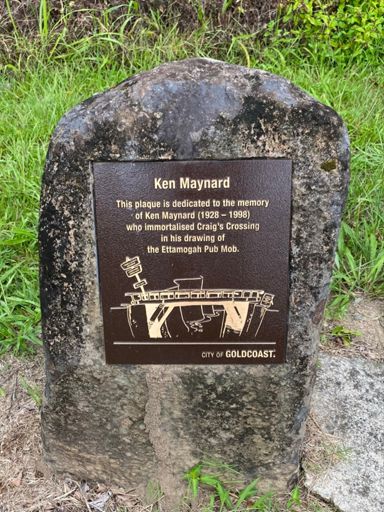 Ken Maynard
This plaque is dedicated to the memory
of Ken Maynard (1928 – 1998)
who immortalised Craig's Crossing
in his drawing of
the Ettamogah Pub Mob.
CITY OF GOLDCOAST.